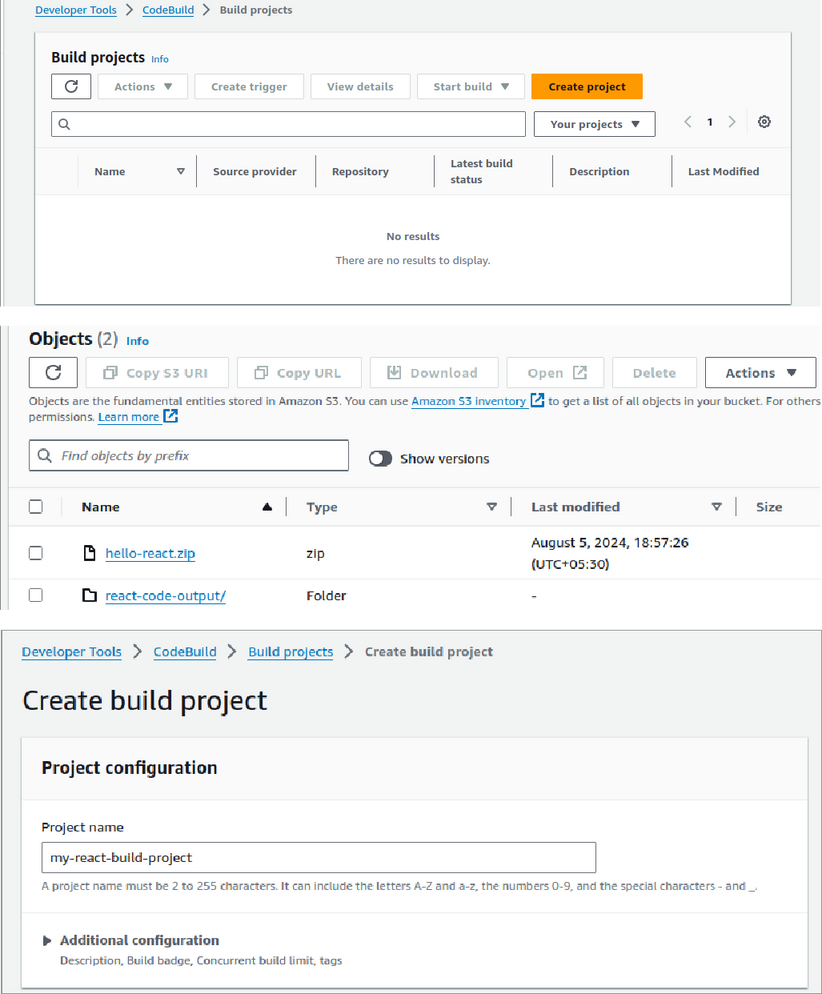 Developer Tools > CodeBuild > Build projects
Build projects Info
Actions Create trigger View details Start build Create project
Your projects < 1 >
Name Source provider Repository Latest build status Description Last Modified
No results
There are no results to display.
Objects (2) Info
Copy S3 URI Copy URL Download Open Delete Actions
Objects are the fundamental entities stored in Amazon S3. You can use Amazon S3 inventory to get a list of all objects in your bucket. For others
permissions. Learn more
Find objects by prefix Show versions
Name Type Last modified Size
hello-react.zip zip August 5, 2024, 18:57:26
(UTC+05:30)
react-code-output/ Folder -
Developer Tools > CodeBuild > Build projects > Create build project
Create build project
Project configuration
Project name
my-react-build-project
A project name must be 2 to 255 characters. It can include the letters A-Z and a-z, the numbers 0-9, and the special characters - and _.
Additional configuration
Description, Build badge, Concurrent build limit, tags